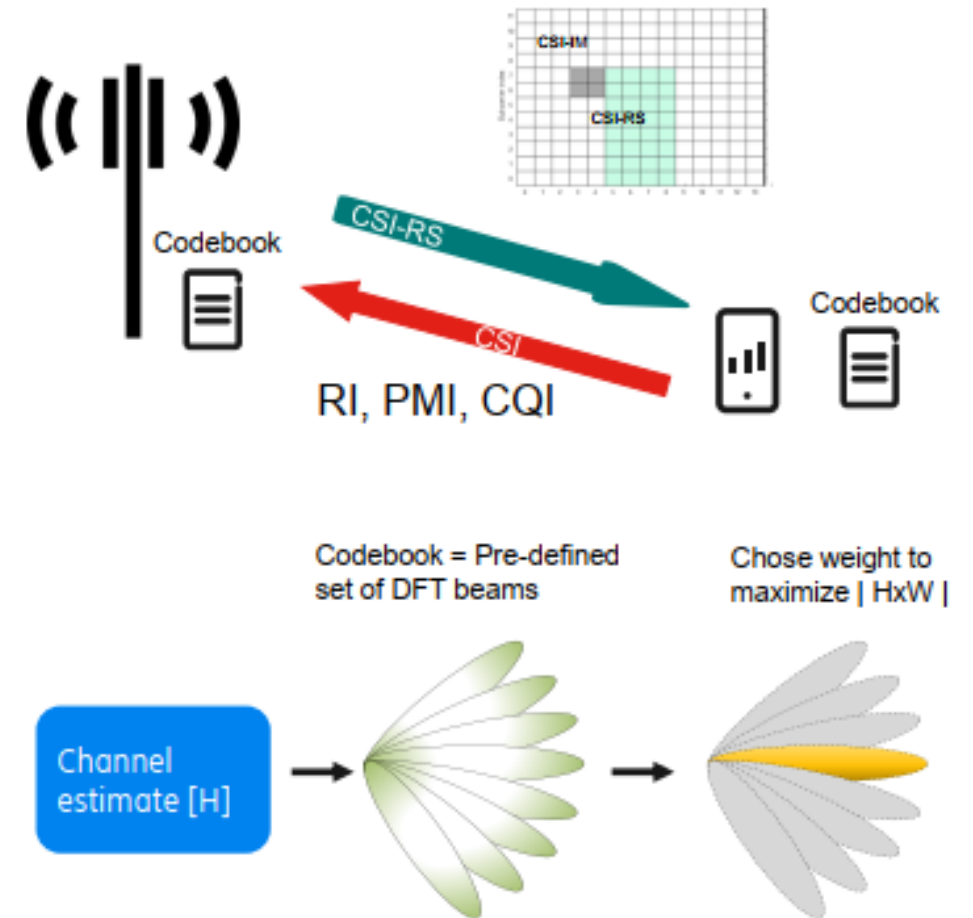 CSI-IM
CSI-RS
CSI-RS
Codebook
Codebook
CSI
RI, PMI, CQI
Codebook = Pre-defined
set of DFT beams
Chose weight to
maximize | HxW |
Channel
estimate [H]